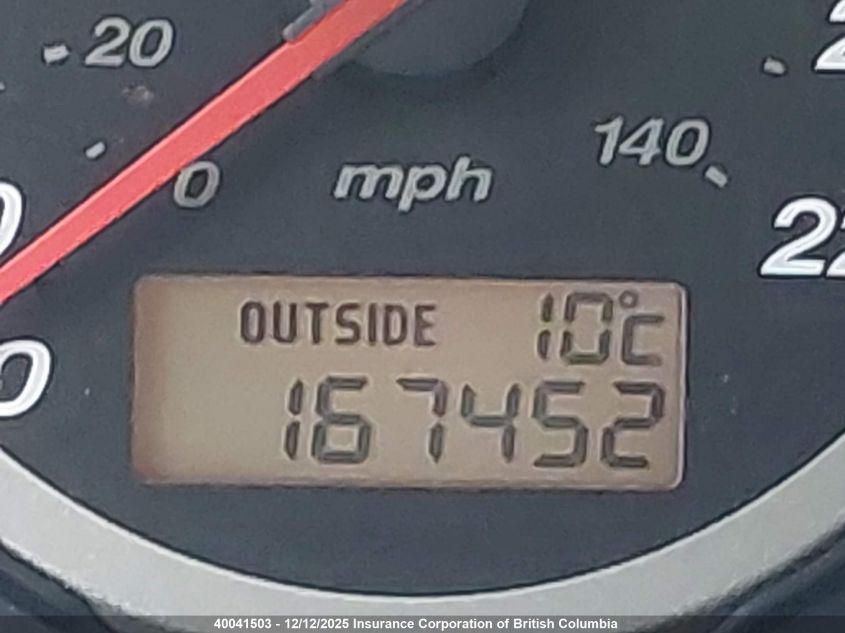 20
0
mph
140
OUTSIDE 10°C
167452
40041503 - 12/12/2025 Insurance Corporation of British Columbia